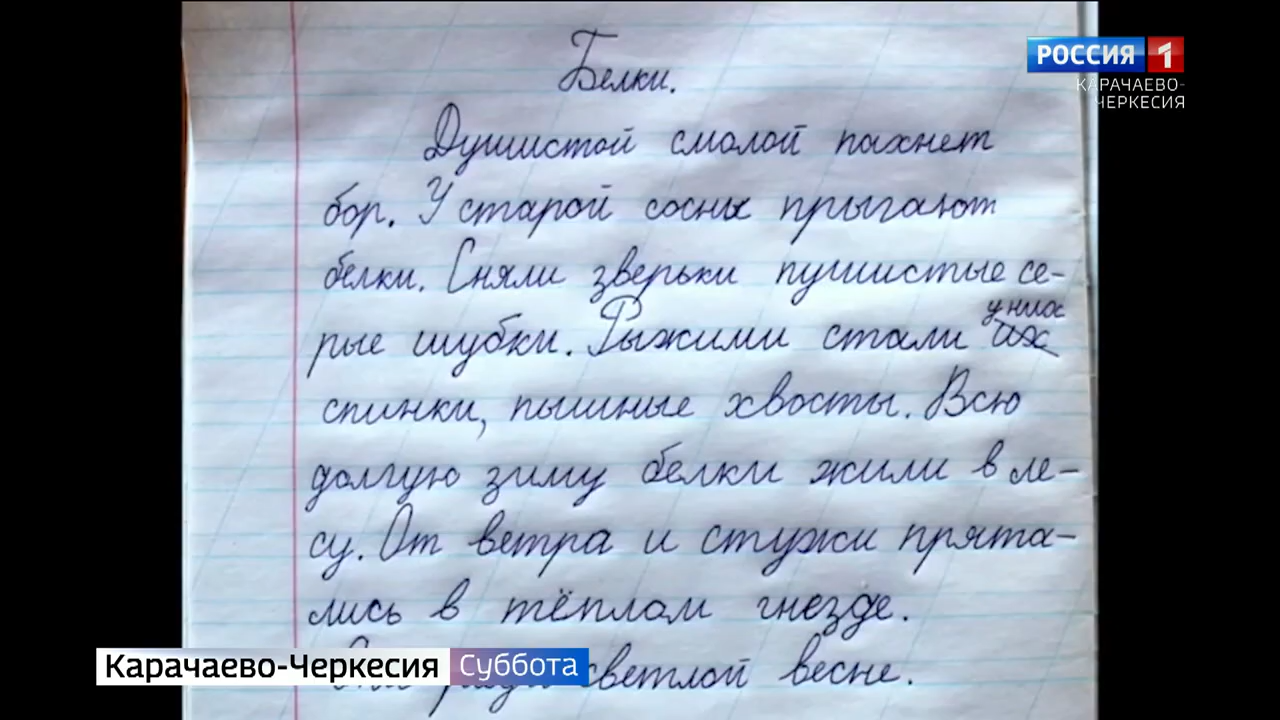 Белки.
Душистой смолой пахнет
бор. У старой сосны прыгают
белки. Сняли зверьки пушистые се-
рые шубки. Рыжими стали у них
спинки, пышные хвосты. Всю
долгую зиму белки жили в ле-
су. От ветра и стужи прята-
лись в тёплом гнезде.
светлой весне.
РОССИЯ 1
КАРАЧАЕВО-
ЧЕРКЕСИЯ
Карачаево-Черкесия Суббота